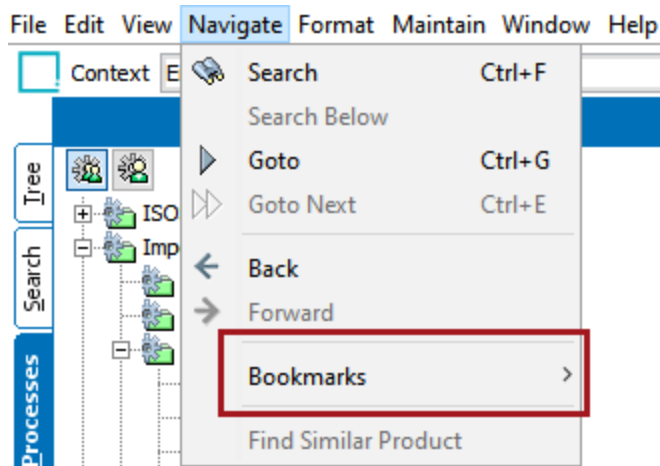 File Edit View Navigate Format Maintain Window Help
Context E
Search Ctrl+F
Search Below
Goto Ctrl+G
Goto Next Ctrl+E
Back
Forward
Bookmarks
Find Similar Product
Tree
Search
Processes
ISO
Imp